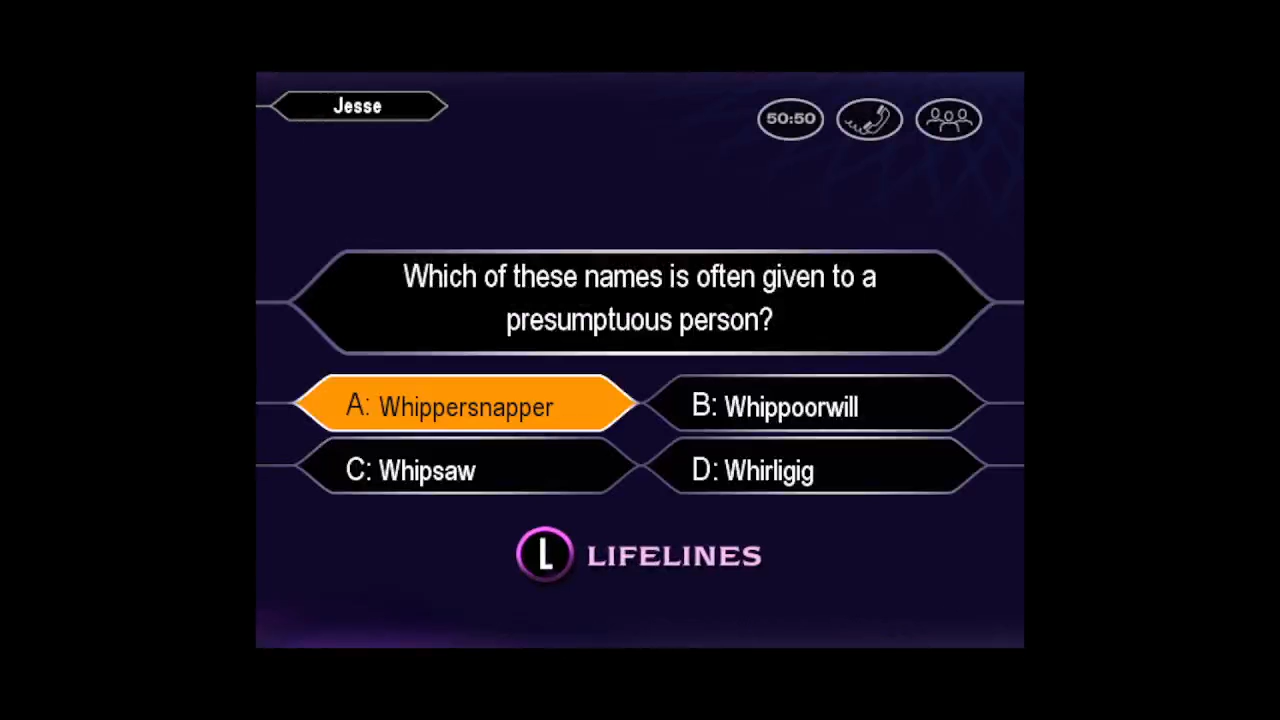 Jesse
50:50
Which of these names is often given to a
presumptuous person?
A: Whippersnapper
B: Whippoorwill
C: Whipsaw
D: Whirligig
L LIFELINES